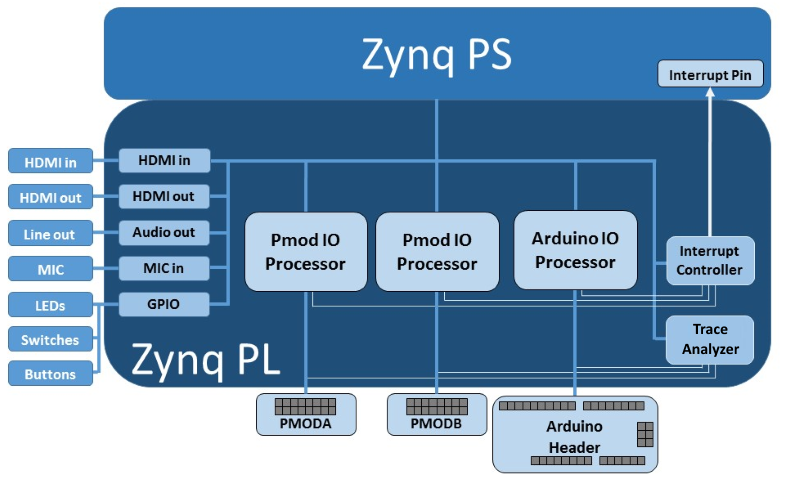 Zynq PS
Interrupt Pin
HDMI in
HDMI in
HDMI out
HDMI out
Line out
Audio out
MIC
MIC in
LEDs
GPIO
Switches
Buttons
Pmod IO
Processor
Pmod IO
Processor
Arduino IO
Processor
Interrupt
Controller
Trace
Analyzer
Zynq PL
PMODA
PMODB
Arduino
Header